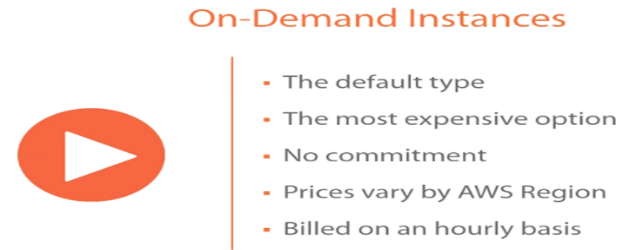 On-Demand Instances
The default type
The most expensive option
No commitment
Prices vary by AWS Region
Billed on an hourly basis